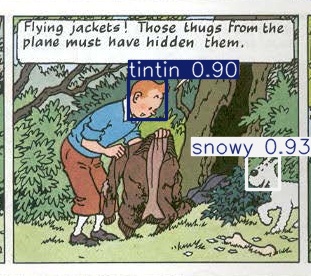 Flying jackets! Those thugs from the
plane must have hidden them.
tintin 0.90
snowy 0.93